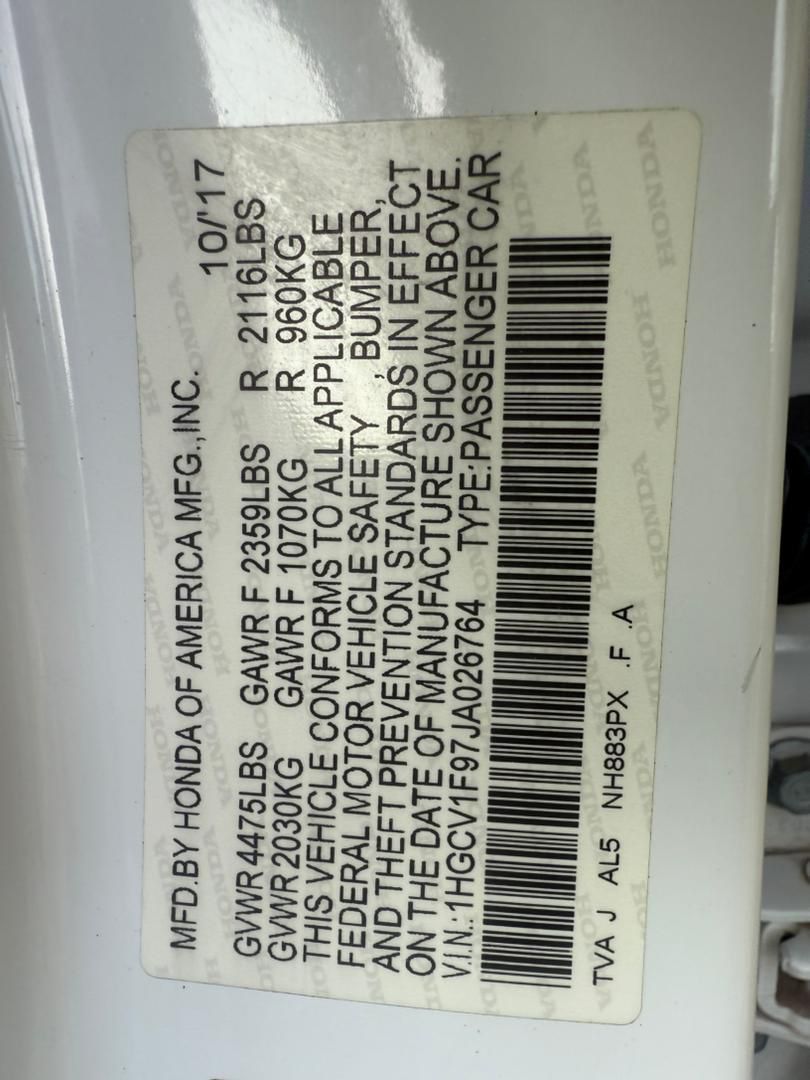 MFD.BY HONDA OF AMERICA MFG.,INC. 10/'17
GVWR 4475LBS GAWR F 2359LBS R 2116LBS
GVWR 2030KG GAWR F 1070KG R 960KG
THIS VEHICLE CONFORMS TO ALL APPLICABLE
FEDERAL MOTOR VEHICLE SAFETY , BUMPER,
AND THEFT PREVENTION STANDARDS IN EFFECT
ON THE DATE OF MANUFACTURE SHOWN ABOVE.
V.I.N.:1HGCV1F97JA026764 TYPE:PASSENGER CAR
TVA J AL5 NH883PX .F .A